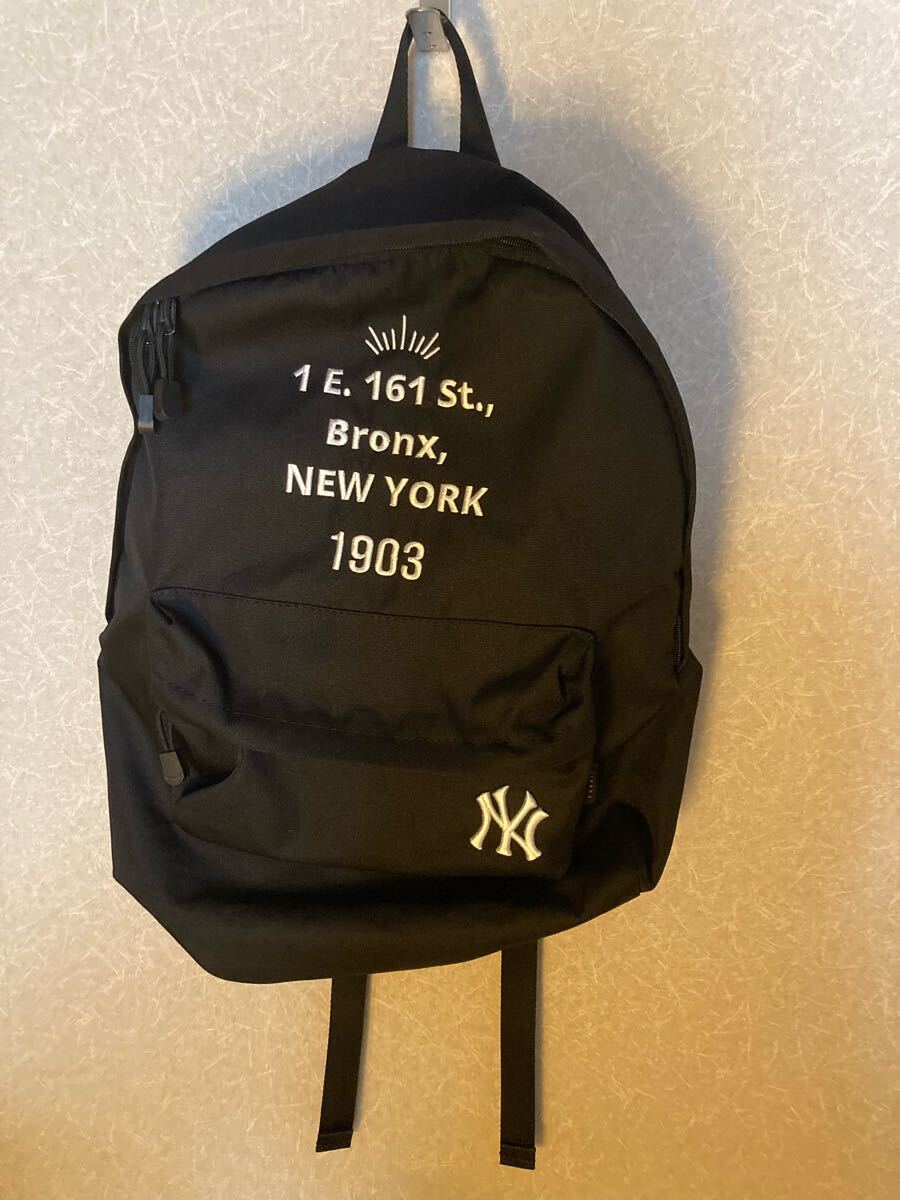 1 E. 161 St.,
Bronx,
NEW YORK
1903
NY